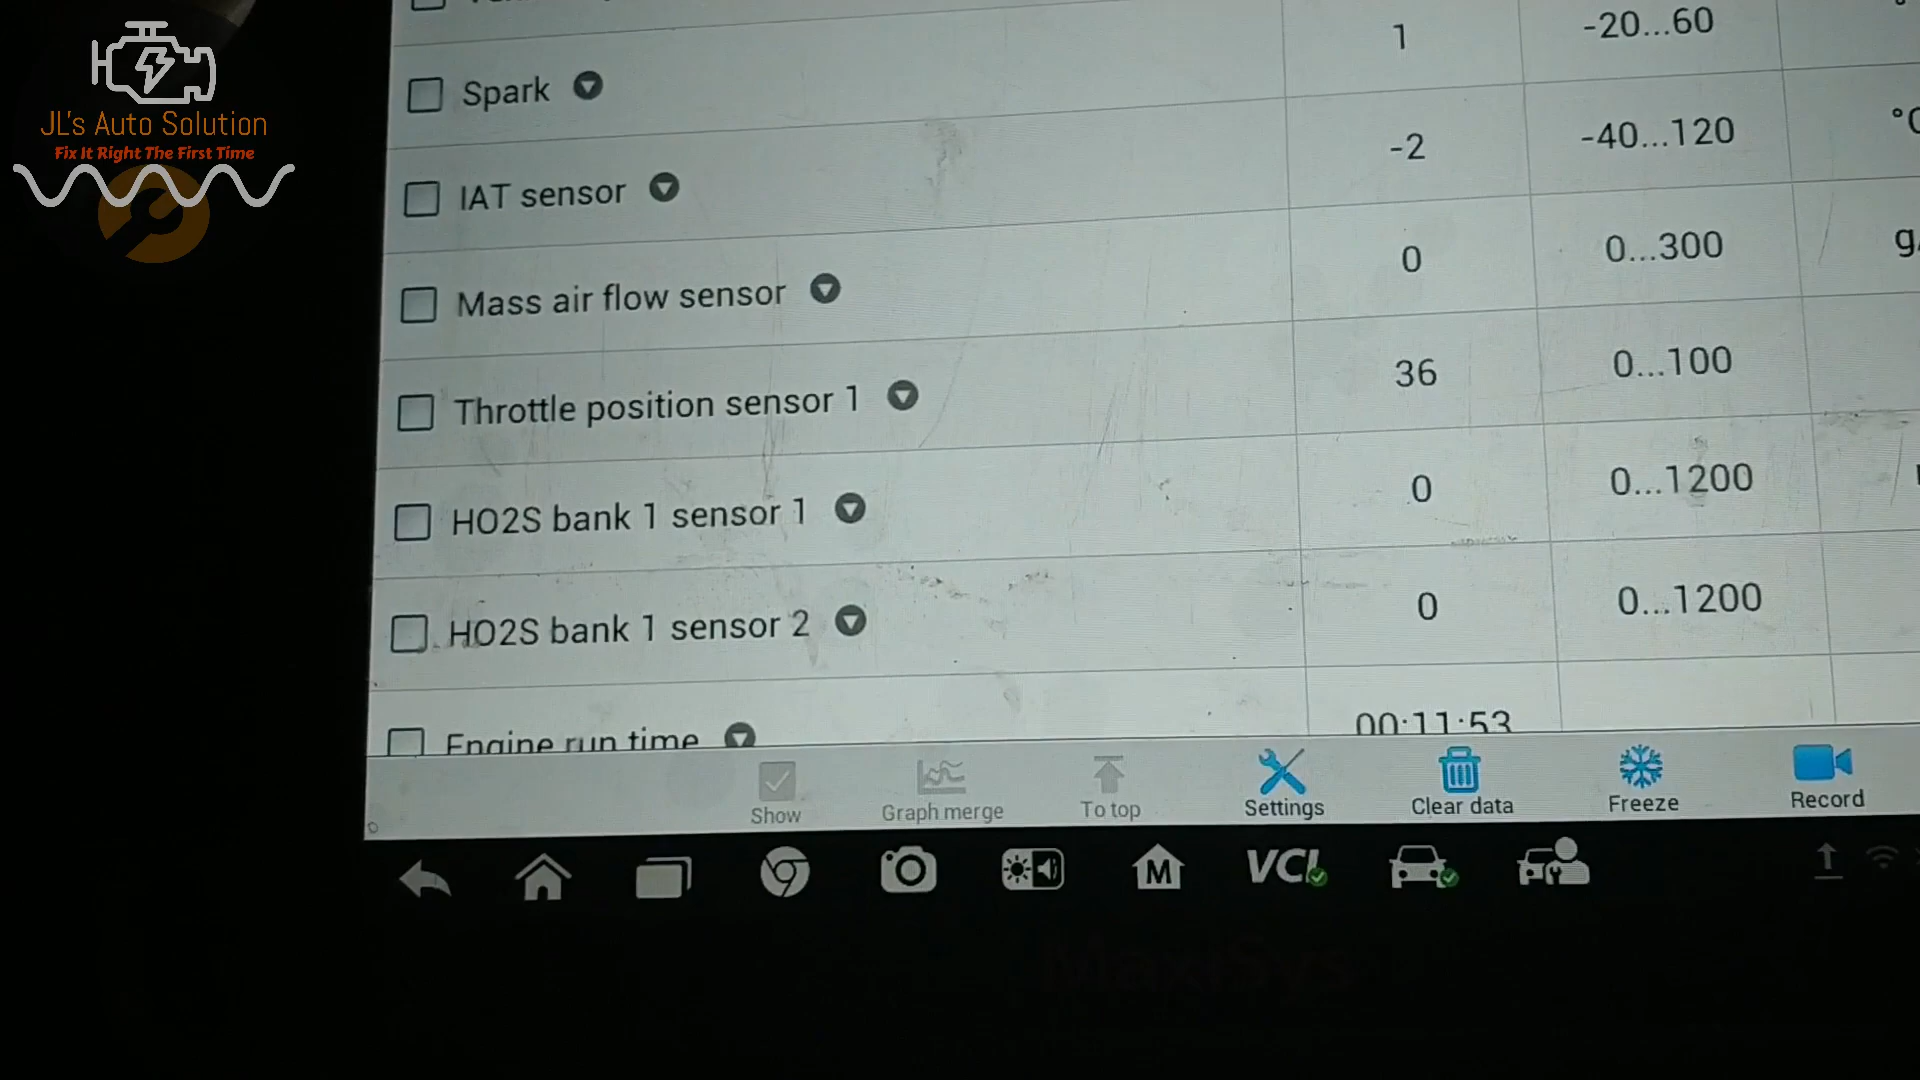 JL's Auto Solution
Fix It Right The First Time
1 -20...60
Spark
IAT sensor -2 -40...120
Mass air flow sensor 0 0...300
Throttle position sensor 1 36 0...100
HO2S bank 1 sensor 1 0 0...1200
HO2S bank 1 sensor 2 0 0...1200
Engine run time 00:11:53
Show Graph merge To top Settings Clear data Freeze Record
M VCI
MaxiSys